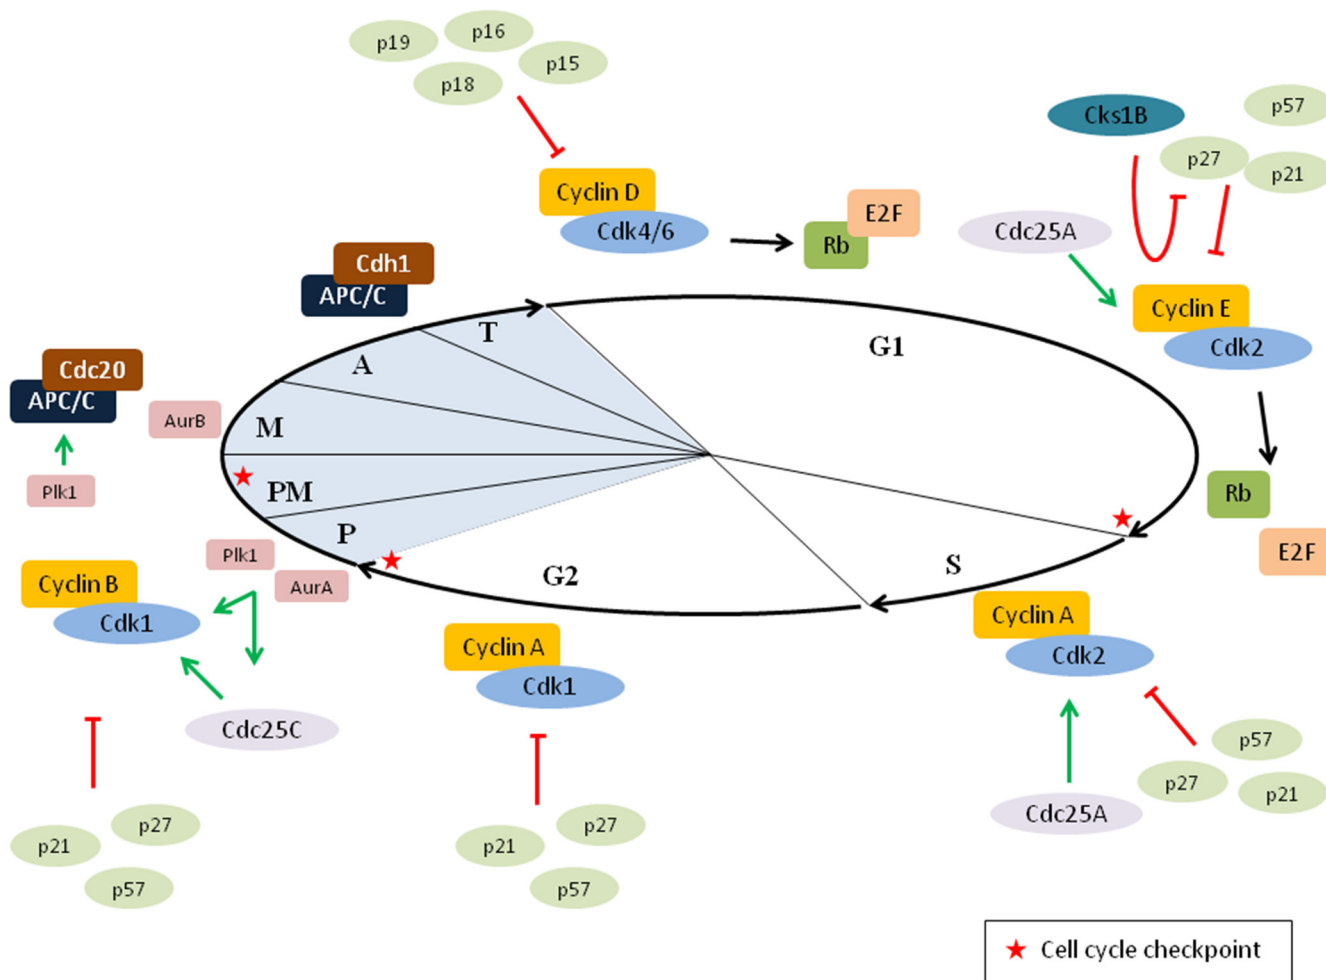 p19
p16
p15
p18
Cyclin D
Cdk4/6
Rb
E2F
Cks1B
p57
p27
p21
Cdc25A
Cyclin E
Cdk2
Rb
E2F
Cdh1
APC/C
Cdc20
APC/C
AurB
Plk1
T
A
M
PM
P
G1
S
G2
Plk1
AurA
Cyclin B
Cdk1
Cdc25C
p21
p27
p57
Cyclin A
Cdk1
p21
p27
p57
Cyclin A
Cdk2
Cdc25A
p27
p57
p21
Cell cycle checkpoint